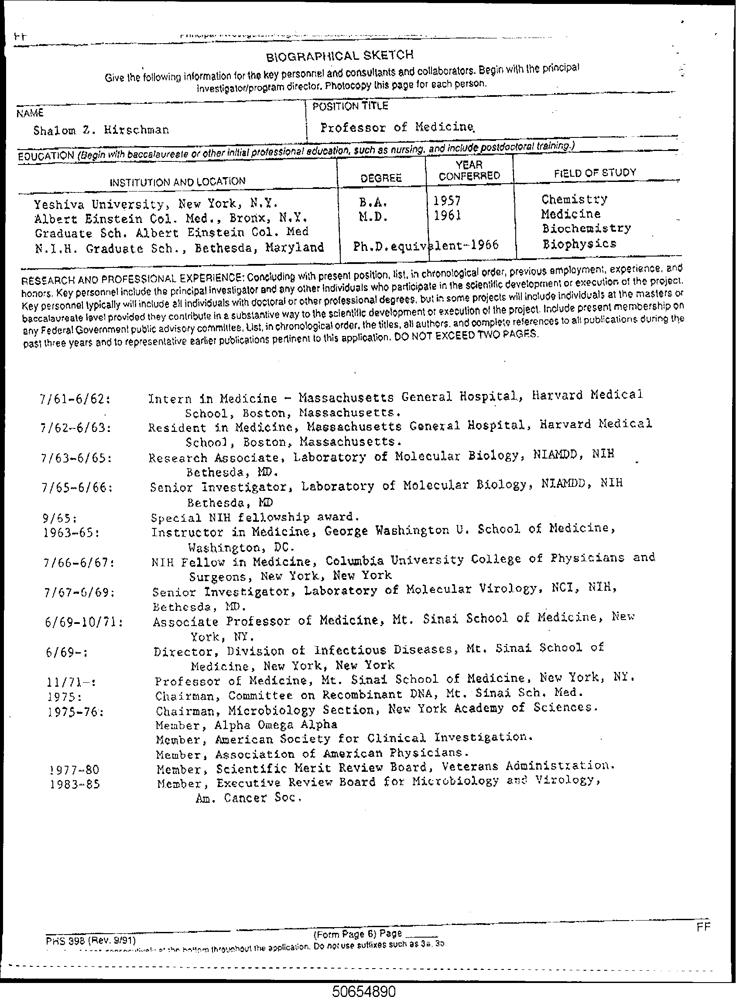 FF
BIOGRAPHICAL SKETCH
Give the following information for the key personnel and consultants and collaborators. Begin with the principal
investigator/program director. Photocopy this page for each person.
NAME
POSITION TITLE
Shalom Z. Hirschman
Professor of Medicine
EDUCATION (Begin with baccalaureate or other initial professional education, such as nursing, and include postdoctoral training.)
INSTITUTION AND LOCATION DEGREE YEAR CONFERRED FIELD OF STUDY
Yeshiva University, New York, N.Y. B.A. 1957 Chemistry
Albert Einstein Col. Med., Bronx, N.Y. M.D. 1961 Medicine
Graduate Sch. Albert Einstein Col. Med Biochemistry
N.I.H. Graduate Sch., Bethesda, Maryland Ph.D.equivalent-1966 Biophysics
RESEARCH AND PROFESSIONAL EXPERIENCE: Concluding with present position, list, in chronological order, previous employment, experience, and
honors. Key personnel include the principal investigator and any other individuals who participate in the scientific development or execution of the project.
Key personnel typically will include all individuals with doctoral or other professional degrees, but in some projects will include individuals at the masters or
baccalaureate level provided they contribute in a substantive way to the scientific development or execution of the project. Include present membership on
any Federal Government public advisory committee. List, in chronological order, the titles, all authors, and complete references to all publications during the
past three years and to representative earlier publications pertinent to this application. DO NOT EXCEED TWO PAGES.
7/61-6/62: Intern in Medicine - Massachusetts General Hospital, Harvard Medical
School, Boston, Massachusetts.
7/62-6/63: Resident in Medicine, Massachusetts General Hospital, Harvard Medical
School, Boston, Massachusetts.
7/63-6/65: Research Associate, Laboratory of Molecular Biology, NIAMDD, NIH
Bethesda, MD.
7/65-6/66: Senior Investigator, Laboratory of Molecular Biology, NIAMDD, NIH
Bethesda, MD
9/65: Special NIH fellowship award.
1963-65: Instructor in Medicine, George Washington U. School of Medicine,
Washington, DC.
7/66-6/67: NIH Fellow in Medicine, Columbia University College of Physicians and
Surgeons, New York, New York
7/67-6/69: Senior Investigator, Laboratory of Molecular Virology, NCI, NIH,
Bethesda, MD.
6/69-10/71: Associate Professor of Medicine, Mt. Sinai School of Medicine, New
York, NY.
6/69-: Director, Division of Infectious Diseases, Mt. Sinai School of
Medicine, New York, New York
11/71-: Professor of Medicine, Mt. Sinai School of Medicine, New York, NY.
1975: Chairman, Committee on Recombinant DNA, Mt. Sinai Sch. Med.
1975-76: Chairman, Microbiology Section, New York Academy of Sciences.
Member, Alpha Omega Alpha
Member, American Society for Clinical Investigation.
Member, Association of American Physicians.
1977-80 Member, Scientific Merit Review Board, Veterans Administration.
1983-85 Member, Executive Review Board for Microbiology and Virology,
Am. Cancer Soc.
PHS 398 (Rev. 9/91) (Form Page 6) Page FF
at the bottom throughout the application. Do not use suffixes such as 3a, 3b
50654890